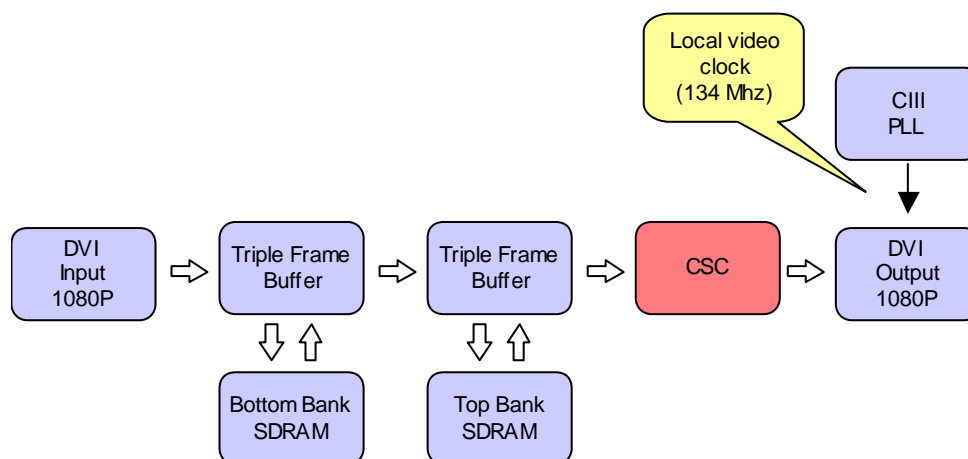 Local video
clock
(134 Mhz)
CIII
PLL
DVI
Input
1080P
Triple Frame
Buffer
Triple Frame
Buffer
CSC
DVI
Output
1080P
Bottom Bank
SDRAM
Top Bank
SDRAM